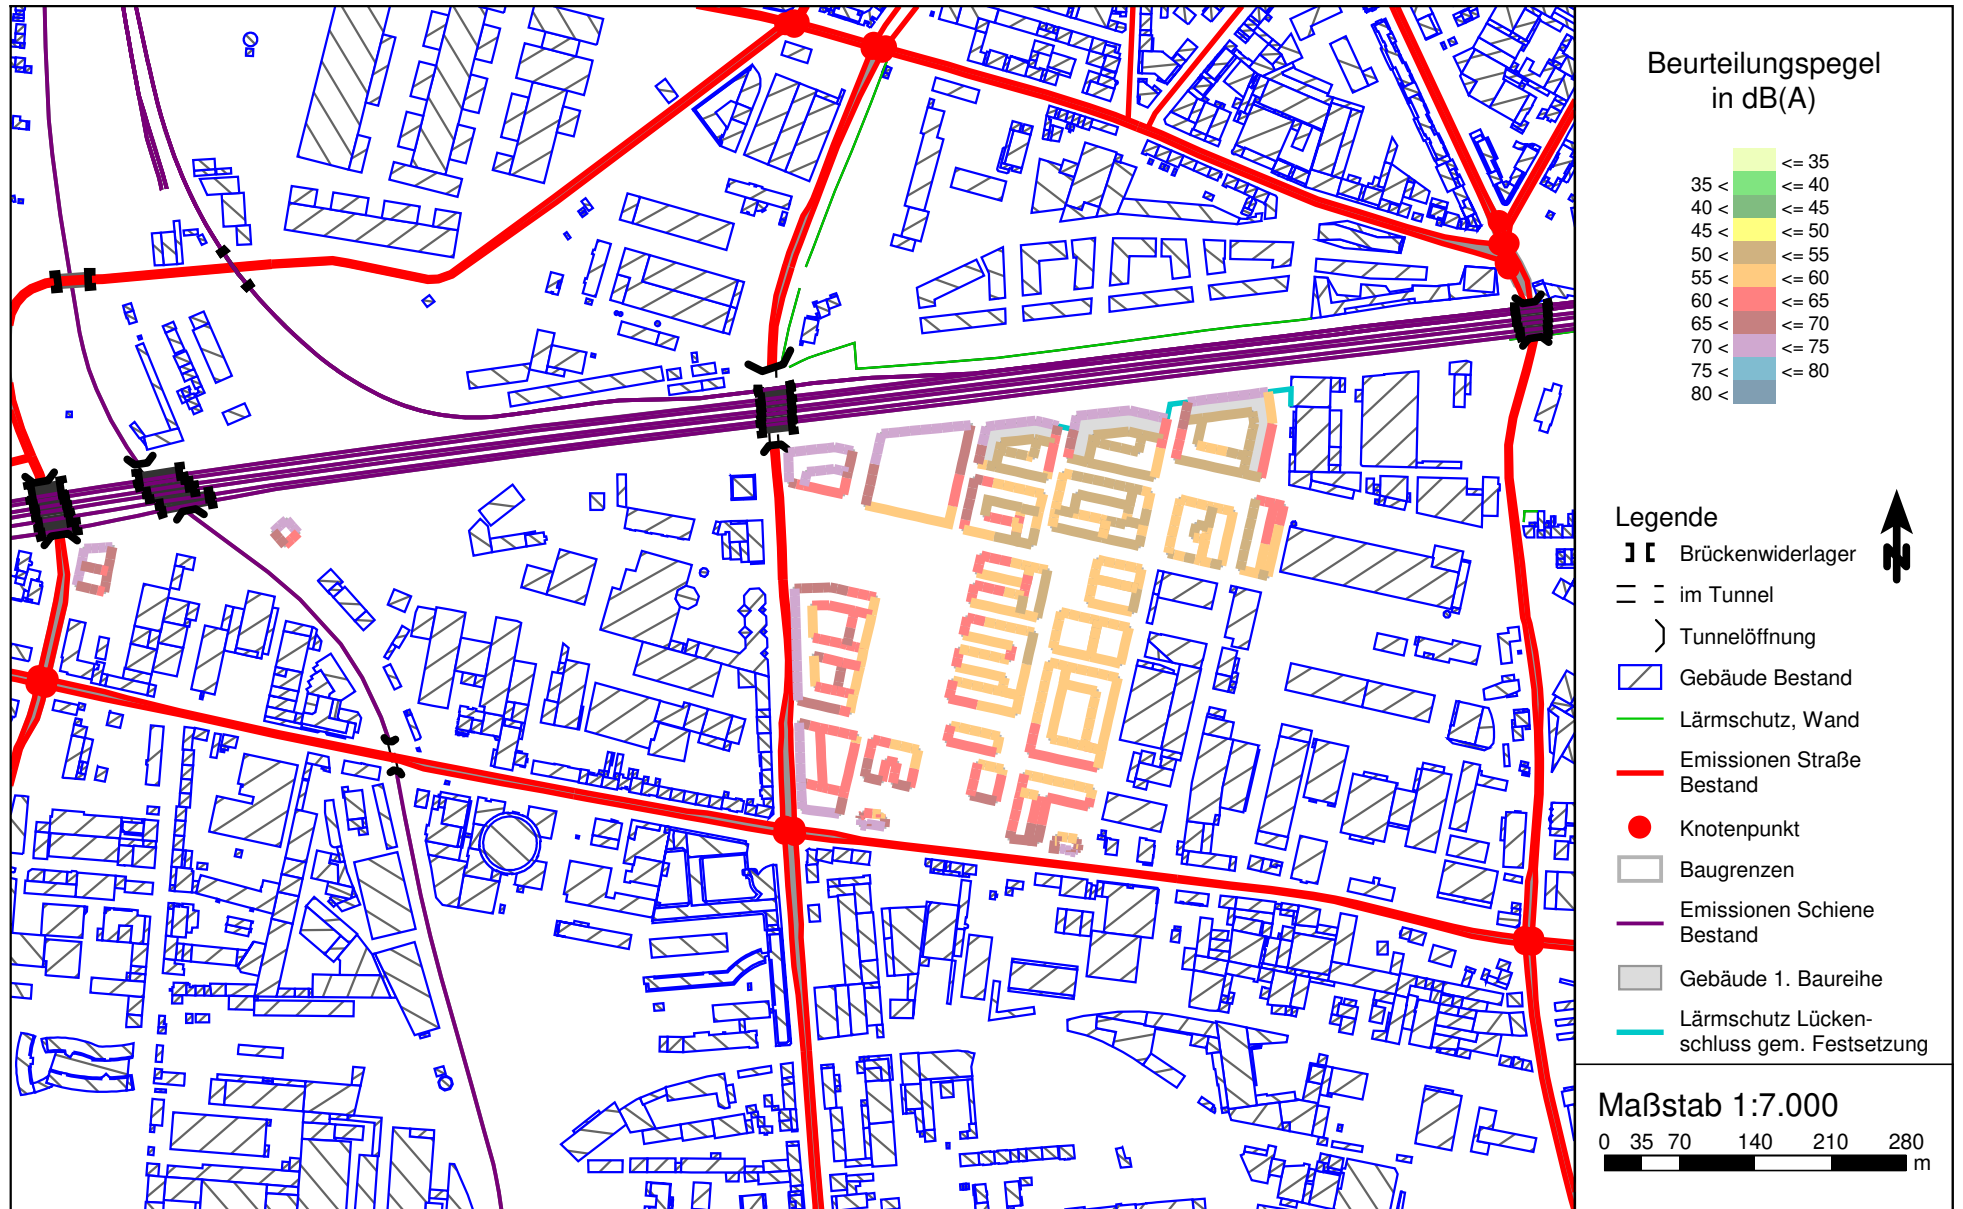 Beurteilungspegel
in dB(A)
<= 35
35 < <= 40
40 < <= 45
45 < <= 50
50 < <= 55
55 < <= 60
60 < <= 65
65 < <= 70
70 < <= 75
75 < <= 80
80 <
Legende
N
Brückenwiderlager
im Tunnel
Tunnelöffnung
Gebäude Bestand
Lärmschutz, Wand
Emissionen Straße
Bestand
Knotenpunkt
Baugrenzen
Emissionen Schiene
Bestand
Gebäude 1. Baureihe
Lärmschutz Lücken-
schluss gem. Festsetzung
Maßstab 1:7.000
0 35 70 140 210 280
m